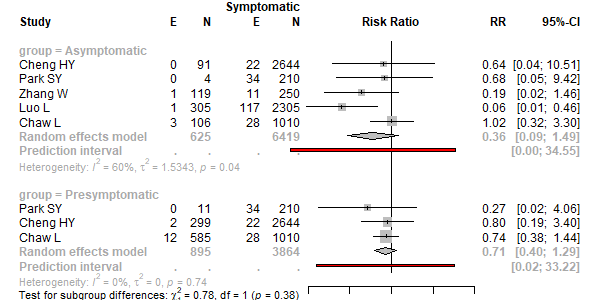 Symptomatic
Study E N E N Risk Ratio RR 95%-CI
group = Asymptomatic
Cheng HY 0 91 22 2644 0.64 [0.04; 10.51]
Park SY 0 4 34 210 0.68 [0.05; 9.42]
Zhang W 1 119 11 250 0.19 [0.02; 1.46]
Luo L 1 305 117 2305 0.06 [0.01; 0.46]
Chaw L 3 106 28 1010 1.02 [0.32; 3.30]
Random effects model 625 6419 0.36 [0.09; 1.49]
Prediction interval . . . . [0.00; 34.55]
Heterogeneity: I² = 60%, τ² = 1.5343, p = 0.04
group = Presymptomatic
Park SY 0 11 34 210 0.27 [0.02; 4.06]
Cheng HY 2 299 22 2644 0.80 [0.19; 3.40]
Chaw L 12 585 28 1010 0.74 [0.38; 1.44]
Random effects model 895 3864 0.71 [0.40; 1.29]
Prediction interval . . . . [0.02; 33.22]
Heterogeneity: I² = 0%, τ² = 0, p = 0.74
Test for subgroup differences: = 0.78, df = 1 (p = 0.38)